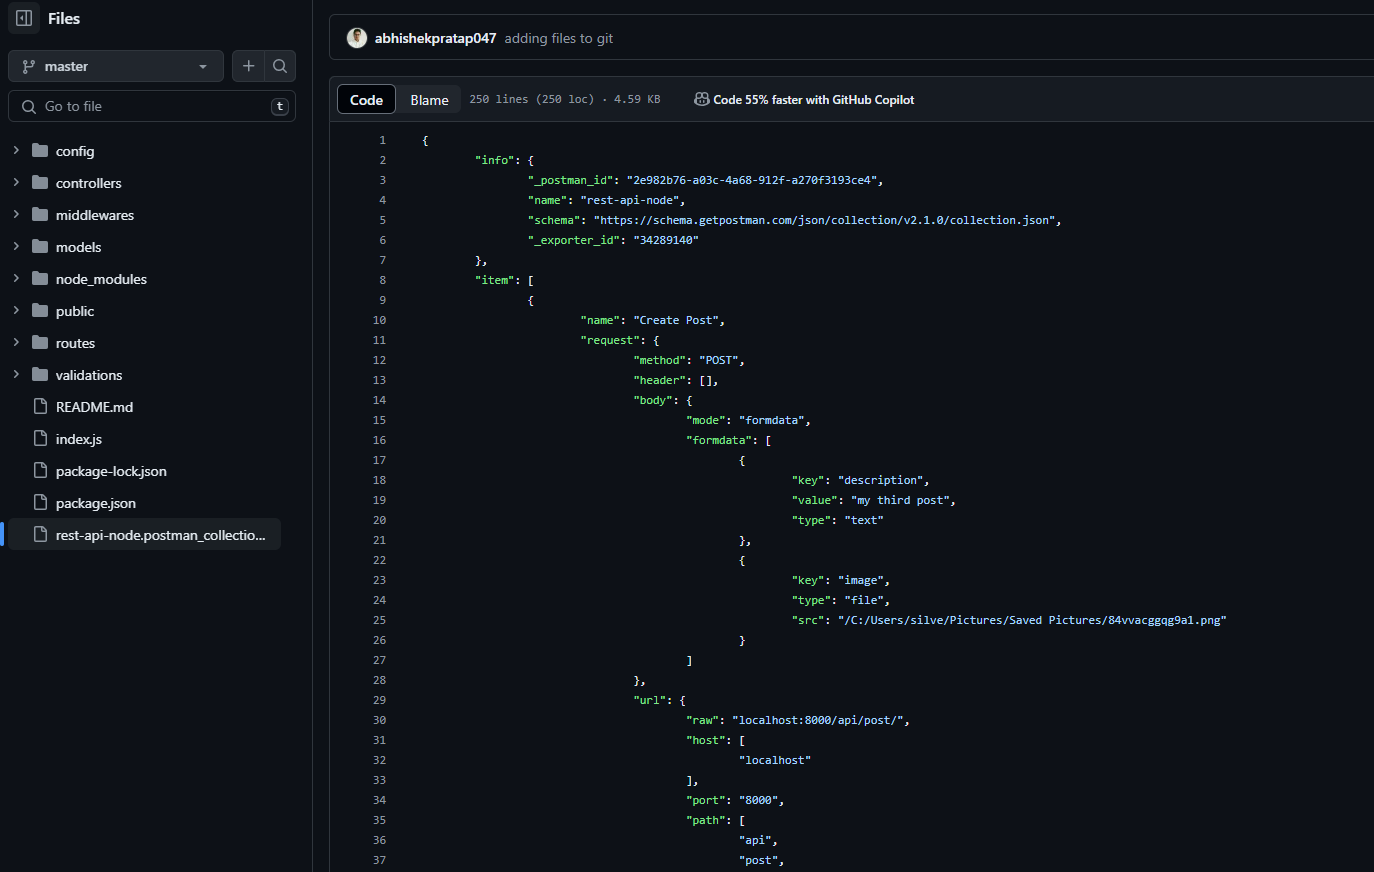 Files
master
Go to file
t
config
controllers
middlewares
models
node_modules
public
routes
validations
README.md
index.js
package-lock.json
package.json
rest-api-node.postman_collectio...
abhishekpratap047 adding files to git
Code Blame 250 lines (250 loc) · 4.59 KB Code 55% faster with GitHub Copilot
1 {
2 "info": {
3 "_postman_id": "2e982b76-a03c-4a68-912f-a270f3193ce4",
4 "name": "rest-api-node",
5 "schema": "https://schema.getpostman.com/json/collection/v2.1.0/collection.json",
6 "_exporter_id": "34289140"
7 },
8 "item": [
9 {
10 "name": "Create Post",
11 "request": {
12 "method": "POST",
13 "header": [],
14 "body": {
15 "mode": "formdata",
16 "formdata": [
17 {
18 "key": "description",
19 "value": "my third post",
20 "type": "text"
21 },
22 {
23 "key": "image",
24 "type": "file",
25 "src": "/C:/Users/silve/Pictures/Saved Pictures/84vvacggqg9a1.png"
26 }
27 ]
28 },
29 "url": {
30 "raw": "localhost:8000/api/post/",
31 "host": [
32 "localhost"
33 ],
34 "port": "8000",
35 "path": [
36 "api",
37 "post",